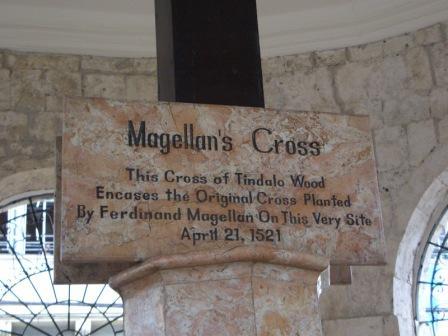 Magellan's Cross
This Cross of Tindalo Wood
Encases the Original Cross Planted
By Ferdinand Magellan On This Very Site
April 21, 1521